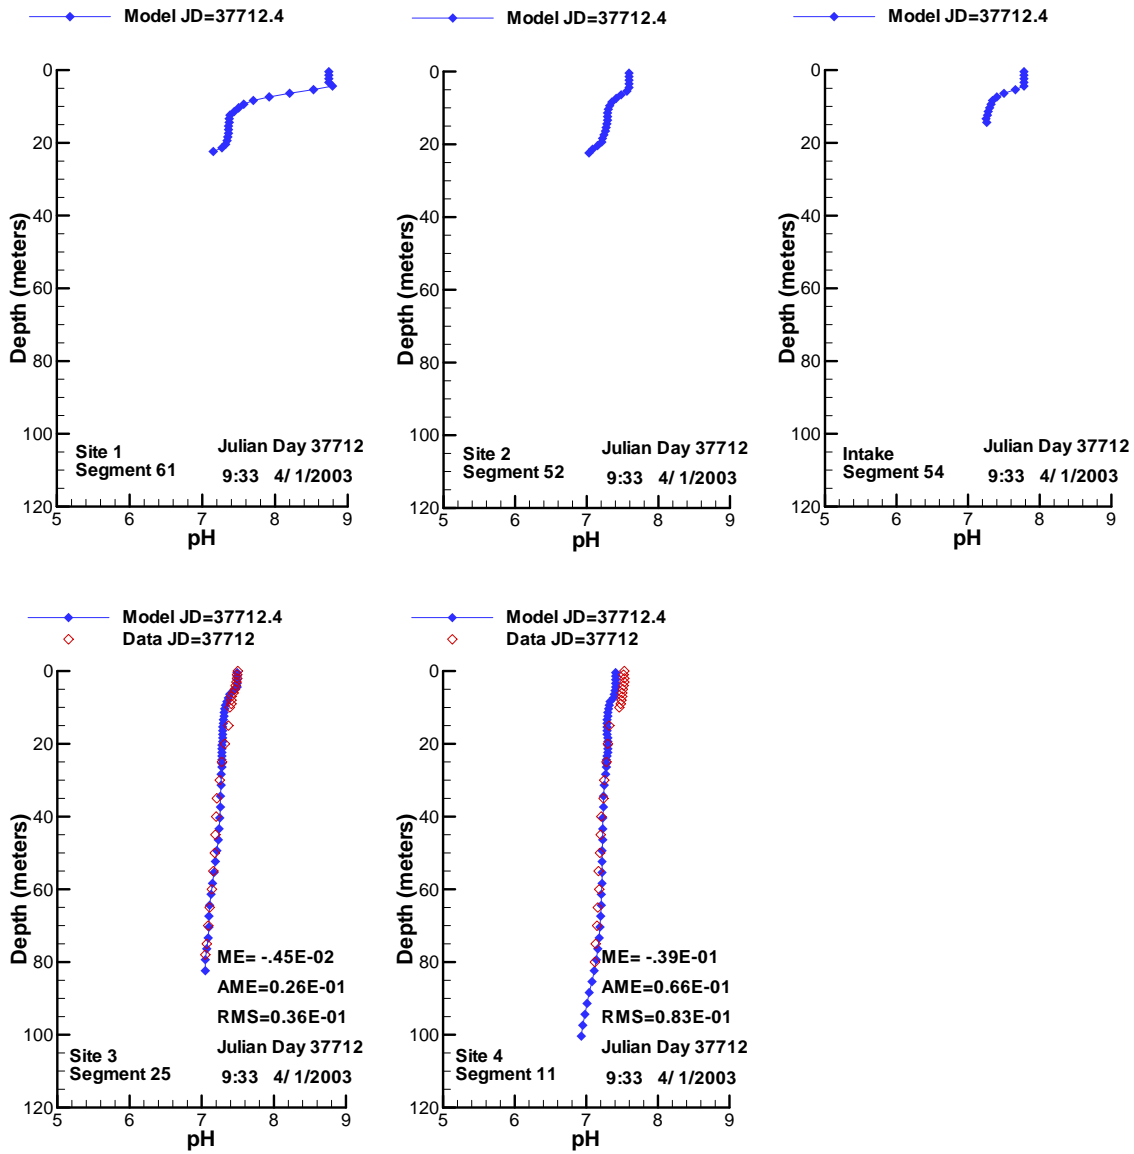 Model JD=37712.4
0
20
40
60
80
100
120
Depth (meters)
Site 1
Segment 61
Julian Day 37712
9:33 4/ 1/2003
5 6 7 8 9
pH
Model JD=37712.4
0
20
40
60
80
100
120
Depth (meters)
Site 2
Segment 52
Julian Day 37712
9:33 4/ 1/2003
5 6 7 8 9
pH
Model JD=37712.4
0
20
40
60
80
100
120
Depth (meters)
Intake
Segment 54
Julian Day 37712
9:33 4/ 1/2003
5 6 7 8 9
pH
Model JD=37712.4
Data JD=37712
0
20
40
60
80
100
120
Depth (meters)
ME= -.45E-02
AME=0.26E-01
RMS=0.36E-01
Site 3
Segment 25
Julian Day 37712
9:33 4/ 1/2003
5 6 7 8 9
pH
Model JD=37712.4
Data JD=37712
0
20
40
60
80
100
120
Depth (meters)
ME= -.39E-01
AME=0.66E-01
RMS=0.83E-01
Site 4
Segment 11
Julian Day 37712
9:33 4/ 1/2003
5 6 7 8 9
pH